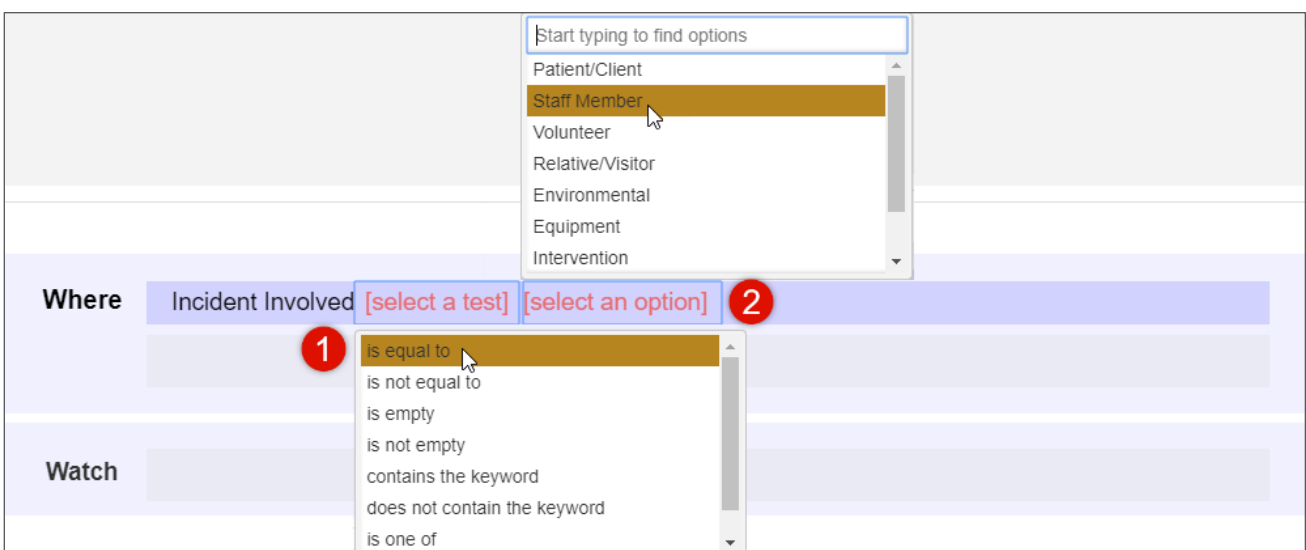 Start typing to find options
Patient/Client
Staff Member
Volunteer
Relative/Visitor
Environmental
Equipment
Intervention
Where Incident Involved [select a test] [select an option] 2
1
is equal to
is not equal to
is empty
is not empty
contains the keyword
does not contain the keyword
is one of
Watch